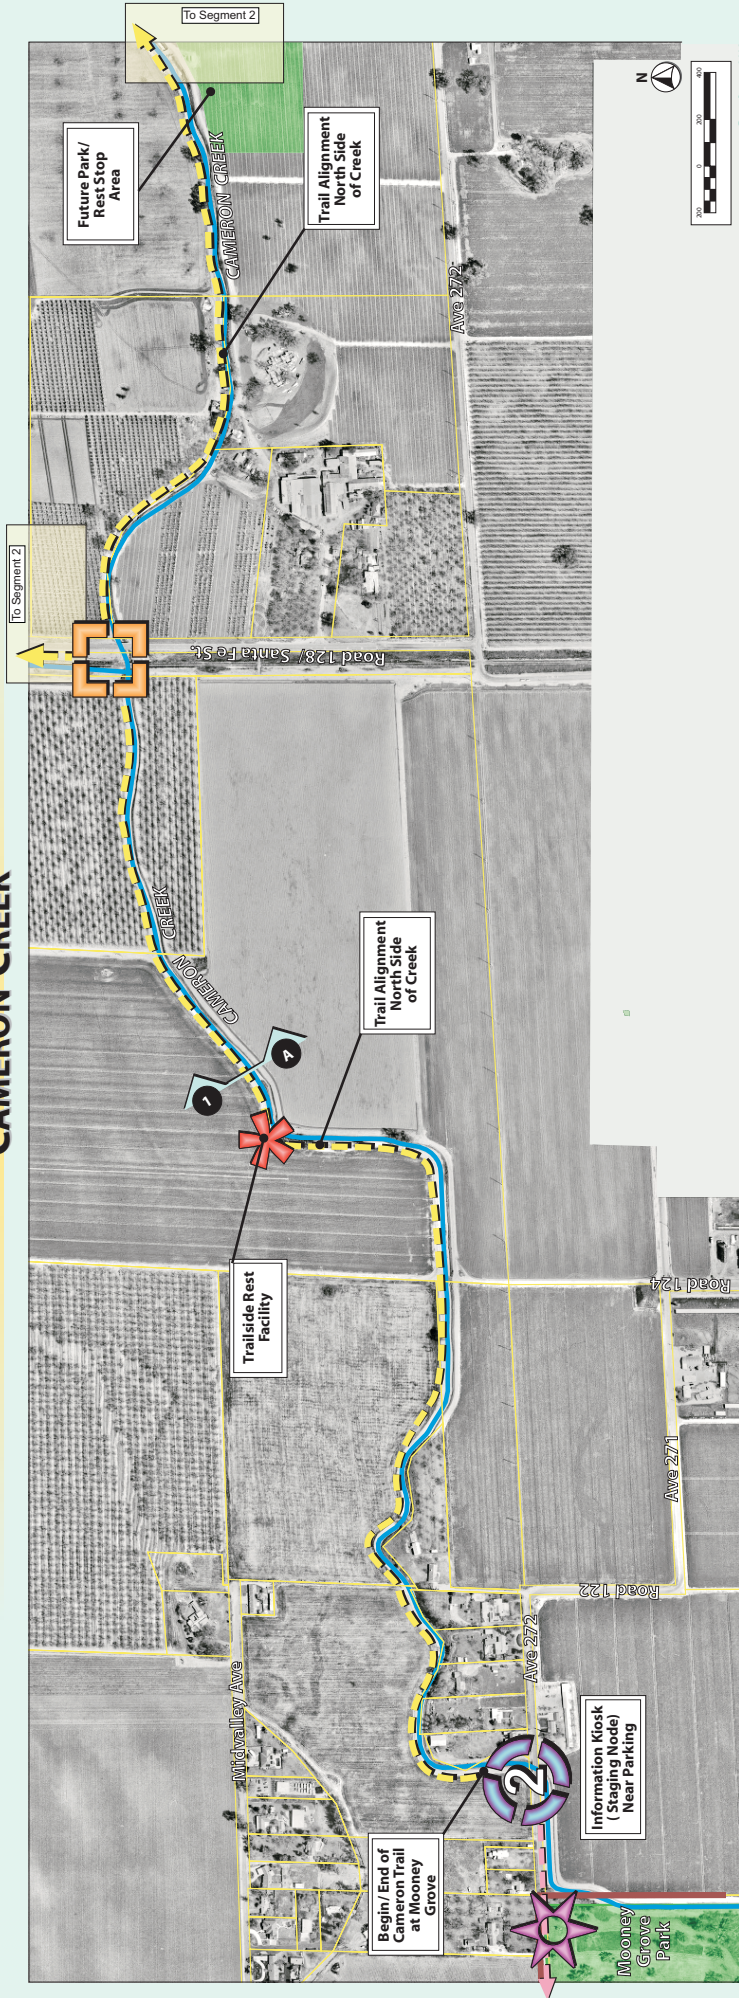 CAMERON CREEK
To Segment 2
To Segment 2
Future Park/
Rest Stop
Area
CAMERON CREEK
Trail Alignment
North Side
of Creek
N
400
200
0
200
Ave 272
Road 128/ Santa Fe St.
CAMERON CREEK
Trail Alignment
North Side
of Creek
1
A
Trailside Rest
Facility
Road 124
Ave 271
Road 122
Midvalley Ave
Ave 272
Begin/ End of
Cameron Trail
at Mooney
Grove
2
Information Kiosk
( Staging Node)
Near Parking
Mooney
Grove
Park